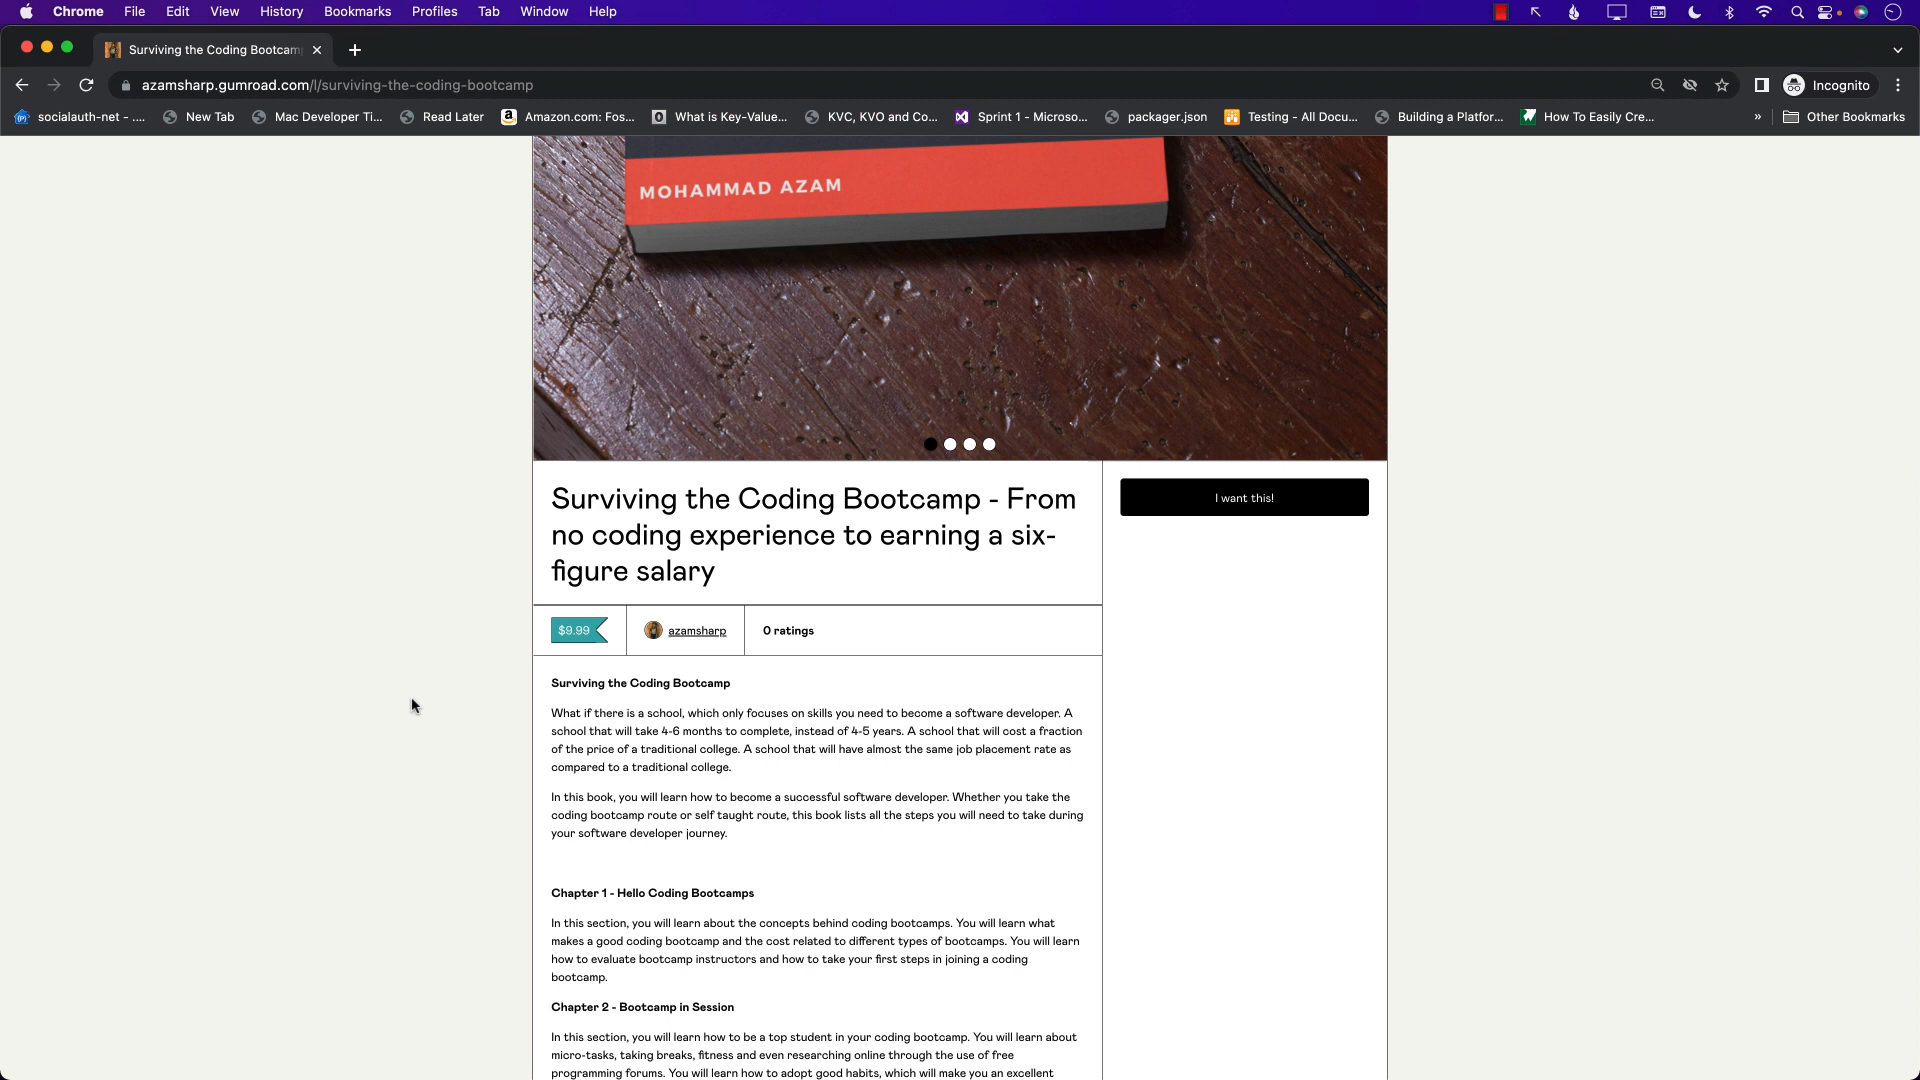 Chrome File Edit View History Bookmarks Profiles Tab Window Help
Surviving the Coding Bootcam
azamsharp.gumroad.com/l/surviving-the-coding-bootcamp
Incognito
socialauth-net - .... New Tab Mac Developer Ti... Read Later Amazon.com: Fos... What is Key-Value... KVC, KVO and Co... Sprint 1 - Microso... packager.json Testing - All Docu... Building a Platfor... How To Easily Cre... » Other Bookmarks
MOHAMMAD AZAM
Surviving the Coding Bootcamp - From
no coding experience to earning a six-
figure salary
I want this!
$9.99 azamsharp 0 ratings
Surviving the Coding Bootcamp
What if there is a school, which only focuses on skills you need to become a software developer. A
school that will take 4-6 months to complete, instead of 4-5 years. A school that will cost a fraction
of the price of a traditional college. A school that will have almost the same job placement rate as
compared to a traditional college.
In this book, you will learn how to become a successful software developer. Whether you take the
coding bootcamp route or self taught route, this book lists all the steps you will need to take during
your software developer journey.
Chapter 1 - Hello Coding Bootcamps
In this section, you will learn about the concepts behind coding bootcamps. You will learn what
makes a good coding bootcamp and the cost related to different types of bootcamps. You will learn
how to evaluate bootcamp instructors and how to take your first steps in joining a coding
bootcamp.
Chapter 2 - Bootcamp in Session
In this section, you will learn how to be a top student in your coding bootcamp. You will learn about
micro-tasks, taking breaks, fitness and even researching online through the use of free
programming forums. You will learn how to adopt good habits, which will make you an excellent